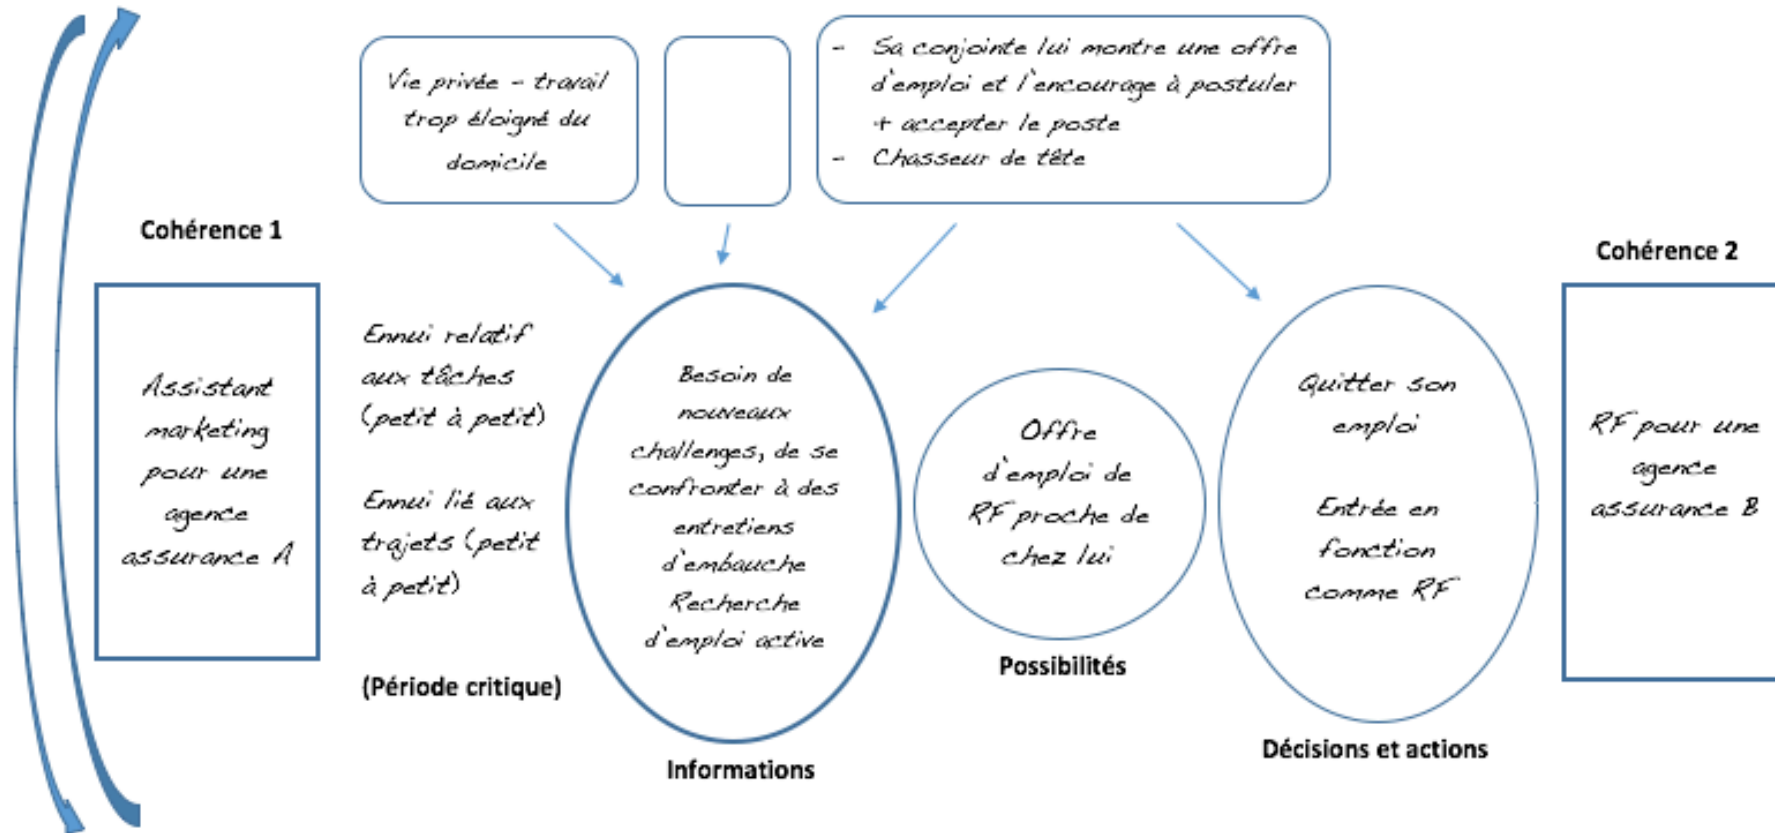 Vie privée - travail
trop éloigné du
domicile
- Sa conjointe lui montre une offre
d'emploi et l'encourage à postuler
+ accepter le poste
- Chasseur de tête
Cohérence 1
Assistant
marketing
pour une
agence
assurance A
Ennui relatif
aux tâches
(petit à petit)
Ennui lié aux
trajets (petit
à petit)
(Période critique)
Besoin de
nouveaux
challenges, de se
confronter à des
entretiens
d'embauche
Recherche
d'emploi active
Informations
Offre
d'emploi de
RF proche de
chez lui
Possibilités
Quitter son
emploi
Entrée en
fonction
comme RF
Décisions et actions
Cohérence 2
RF pour une
agence
assurance B